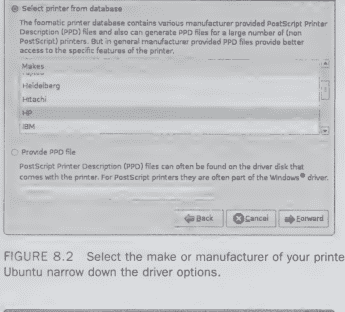 Select printer from database
The foomatic printer database contains various manufacturer provided PostScript Printer
Description (PPD) files and also can generate PPD files for a large number of (non
PostScript) printers. But in general manufacturer provided PPD files provide better
access to the specific features of the printer.
Makes
Heidelberg
Hitachi
HP
IBM
Provide PPD file
PostScript Printer Description (PPD) files can often be found on the driver disk that
comes with the printer. For PostScript printers they are often part of the Windows® driver.
Back Cancel Forward
FIGURE 8.2 Select the make or manufacturer of your printe
Ubuntu narrow down the driver options.